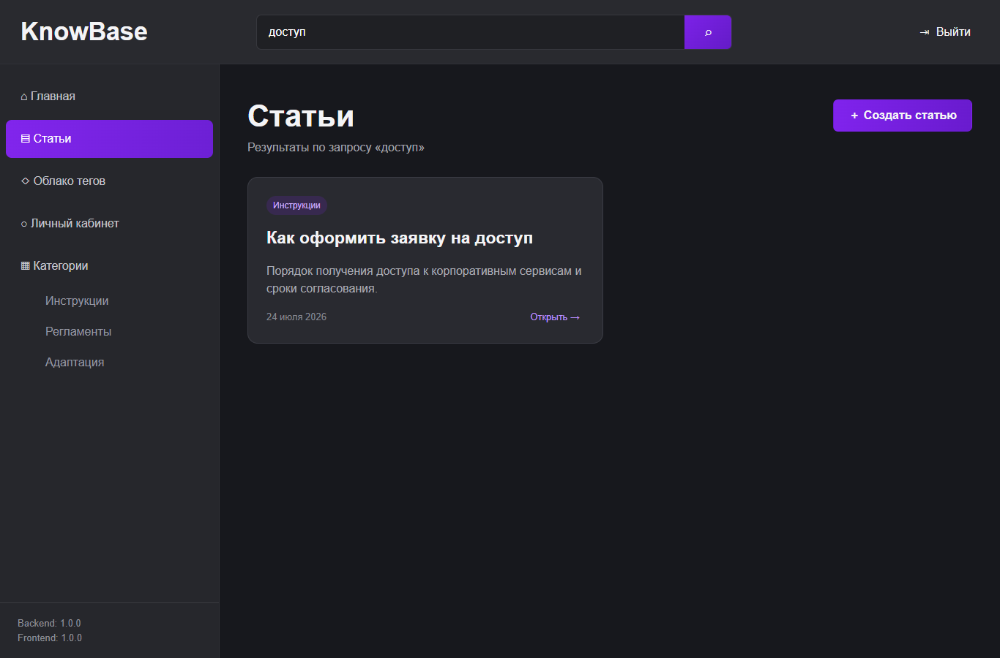 KnowBase
доступ
⌕
⇥ Выйти
⌂ Главная
▤ Статьи
◇ Облако тегов
○ Личный кабинет
▦ Категории
Инструкции
Регламенты
Адаптация
Backend: 1.0.0
Frontend: 1.0.0
Статьи
+ Создать статью
Результаты по запросу «доступ»
Инструкции
Как оформить заявку на доступ
Порядок получения доступа к корпоративным сервисам и
сроки согласования.
24 июля 2026
Открыть →